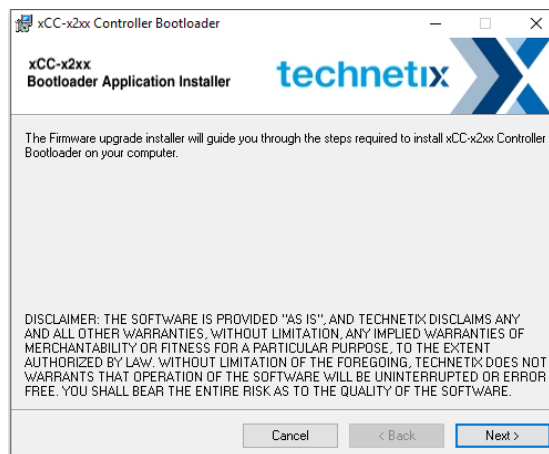 xCC-x2xx Controller Bootloader
xCC-x2xx
Bootloader Application Installer
technetix
The Firmware upgrade installer will guide you through the steps required to install xCC-x2xx Controller
Bootloader on your computer.
DISCLAIMER: THE SOFTWARE IS PROVIDED "AS IS", AND TECHNETIX DISCLAIMS ANY
AND ALL OTHER WARRANTIES, WITHOUT LIMITATION, ANY IMPLIED WARRANTIES OF
MERCHANTABILITY OR FITNESS FOR A PARTICULAR PURPOSE, TO THE EXTENT
AUTHORIZED BY LAW. WITHOUT LIMITATION OF THE FOREGOING, TECHNETIX DOES NOT
WARRANTS THAT OPERATION OF THE SOFTWARE WILL BE UNINTERRUPTED OR ERROR
FREE. YOU SHALL BEAR THE ENTIRE RISK AS TO THE QUALITY OF THE SOFTWARE.
Cancel
< Back
Next >